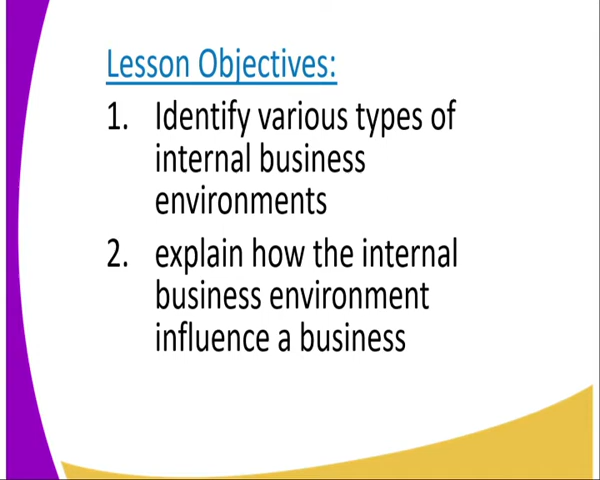 Lesson Objectives:
1. Identify various types of
internal business
environments
2. explain how the internal
business environment
influence a business